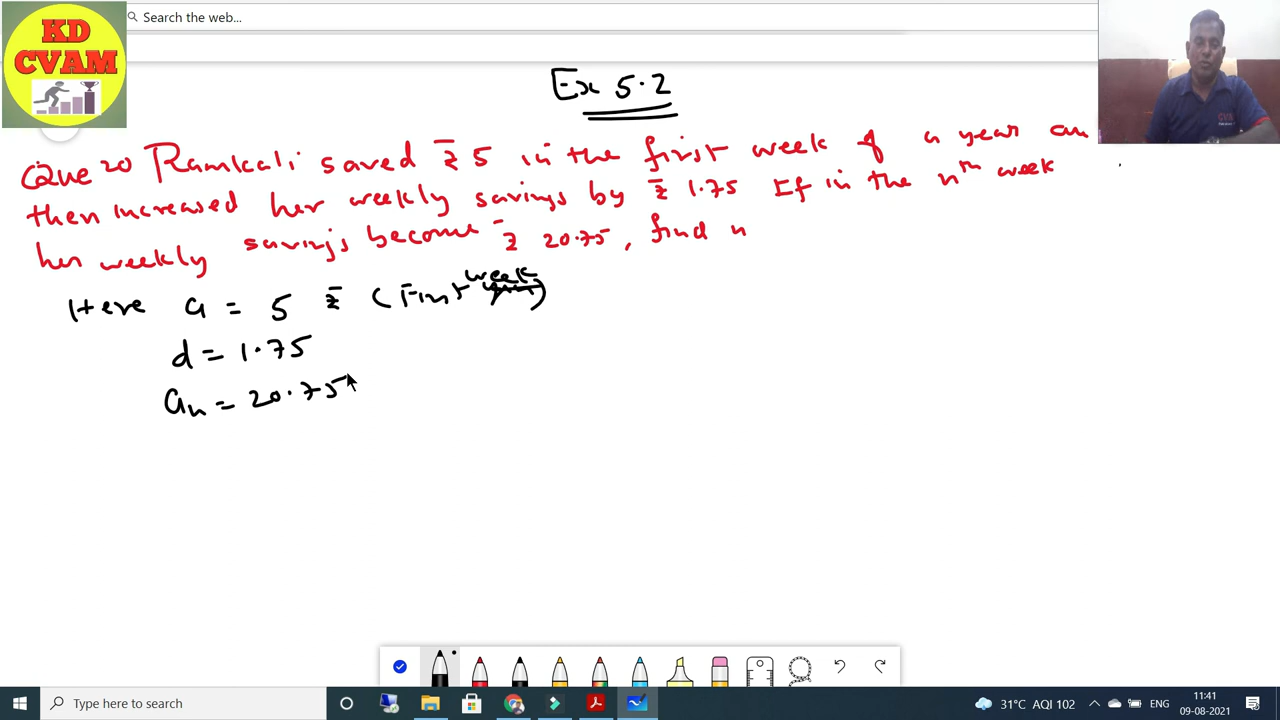 KD
CVAM
Search the web...
Ex 5.2
Que 20 Ramkali saved ₹ 5 in the first week of a year an
then increased her weekly savings by ₹ 1.75 If in the nth week
her weekly savings become ₹ 20.75, find n
Here a = 5 ₹ (First week)
d = 1.75
an = 20.75
CVAM
Type here to search
31°C AQI 102
ENG
11:41
09-08-2021